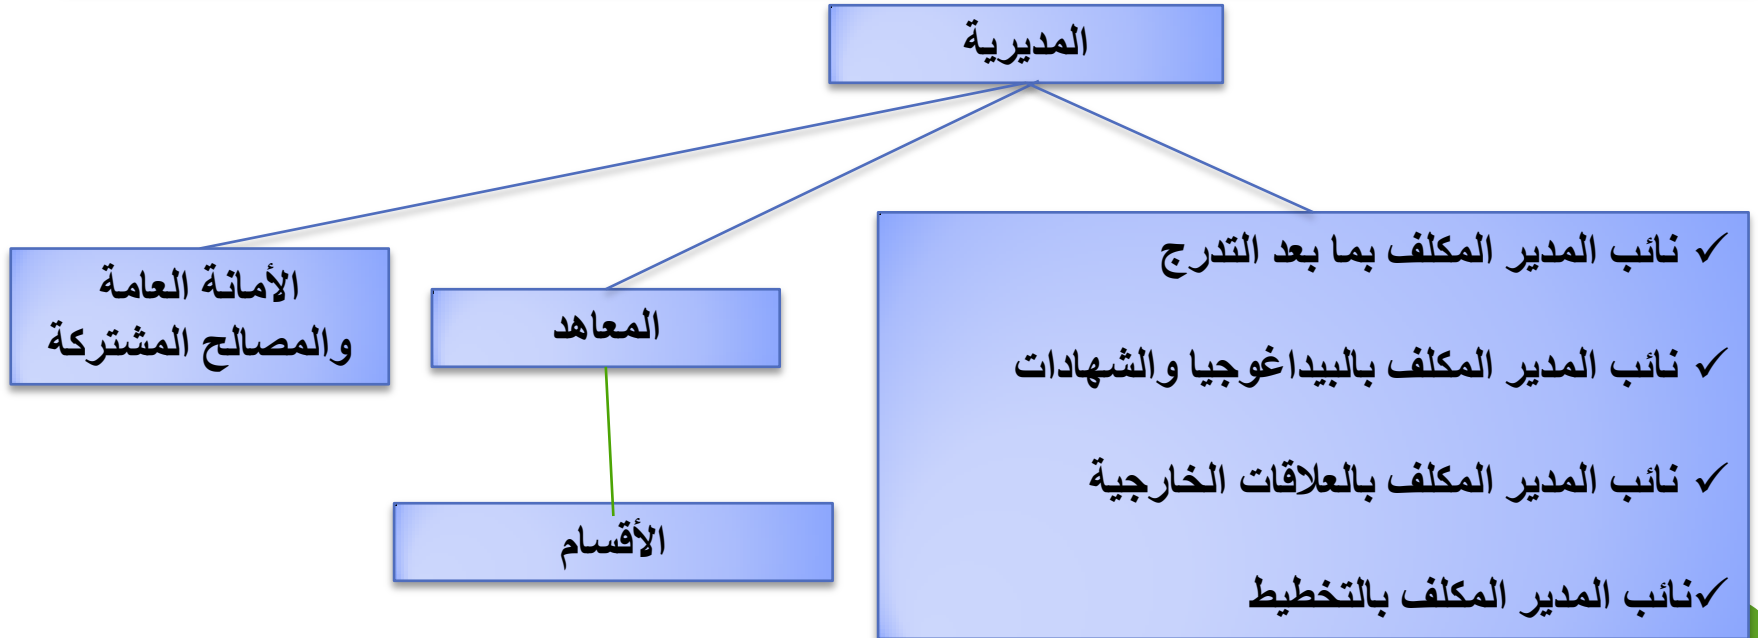 المديرية
نائب المدير المكلف بما بعد التدرج
نائب المدير المكلف بالبيداغوجيا والشهادات
نائب المدير المكلف بالعلاقات الخارجية
نائب المدير المكلف بالتخطيط
المعاهد
الأقسام
الأمانة العامة
والمصالح المشتركة